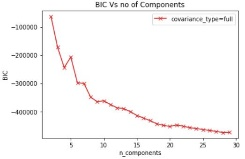 BIC Vs no of Components
covariance_type=full
-100000
-200000
-300000
-400000
BIC
5
10
15
20
25
30
n_components